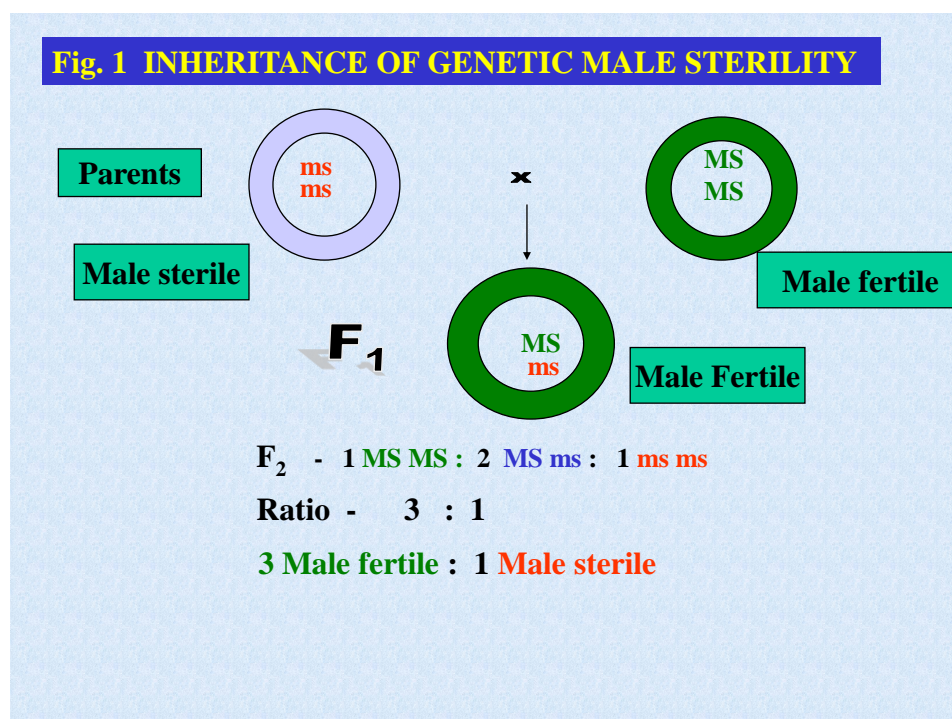 Fig. 1 INHERITANCE OF GENETIC MALE STERILITY
Parents
ms
ms
x
MS
MS
Male sterile
Male fertile
F1
MS
ms
Male Fertile
F2 - 1 MS MS : 2 MS ms : 1 ms ms
Ratio - 3 : 1
3 Male fertile : 1 Male sterile